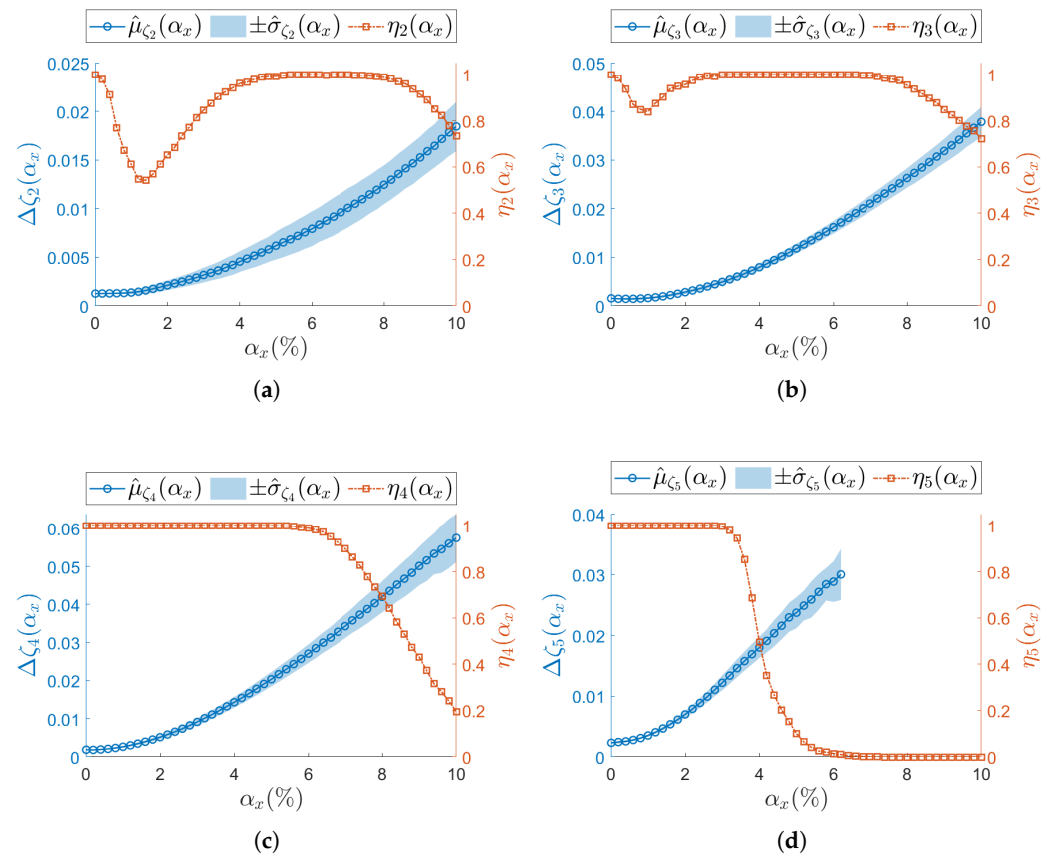 μ̂ζ₂(αₓ) ±σ̂ζ₂(αₓ) η₂(αₓ)
0.025
0.02
0.015
0.01
0.005
0
Δζ₂(αₓ)
1
0.8
0.6
0.4
0.2
0
η₂(αₓ)
0 2 4 6 8 10
αₓ(%)
(a)
μ̂ζ₃(αₓ) ±σ̂ζ₃(αₓ) η₃(αₓ)
0.05
0.04
0.03
0.02
0.01
0
Δζ₃(αₓ)
1
0.8
0.6
0.4
0.2
0
η₃(αₓ)
0 2 4 6 8 10
αₓ(%)
(b)
μ̂ζ₄(αₓ) ±σ̂ζ₄(αₓ) η₄(αₓ)
0.06
0.05
0.04
0.03
0.02
0.01
0
Δζ₄(αₓ)
1
0.8
0.6
0.4
0.2
0
η₄(αₓ)
0 2 4 6 8 10
αₓ(%)
(c)
μ̂ζ₅(αₓ) ±σ̂ζ₅(αₓ) η₅(αₓ)
0.04
0.03
0.02
0.01
0
Δζ₅(αₓ)
1
0.8
0.6
0.4
0.2
0
η₅(αₓ)
0 2 4 6 8 10
αₓ(%)
(d)